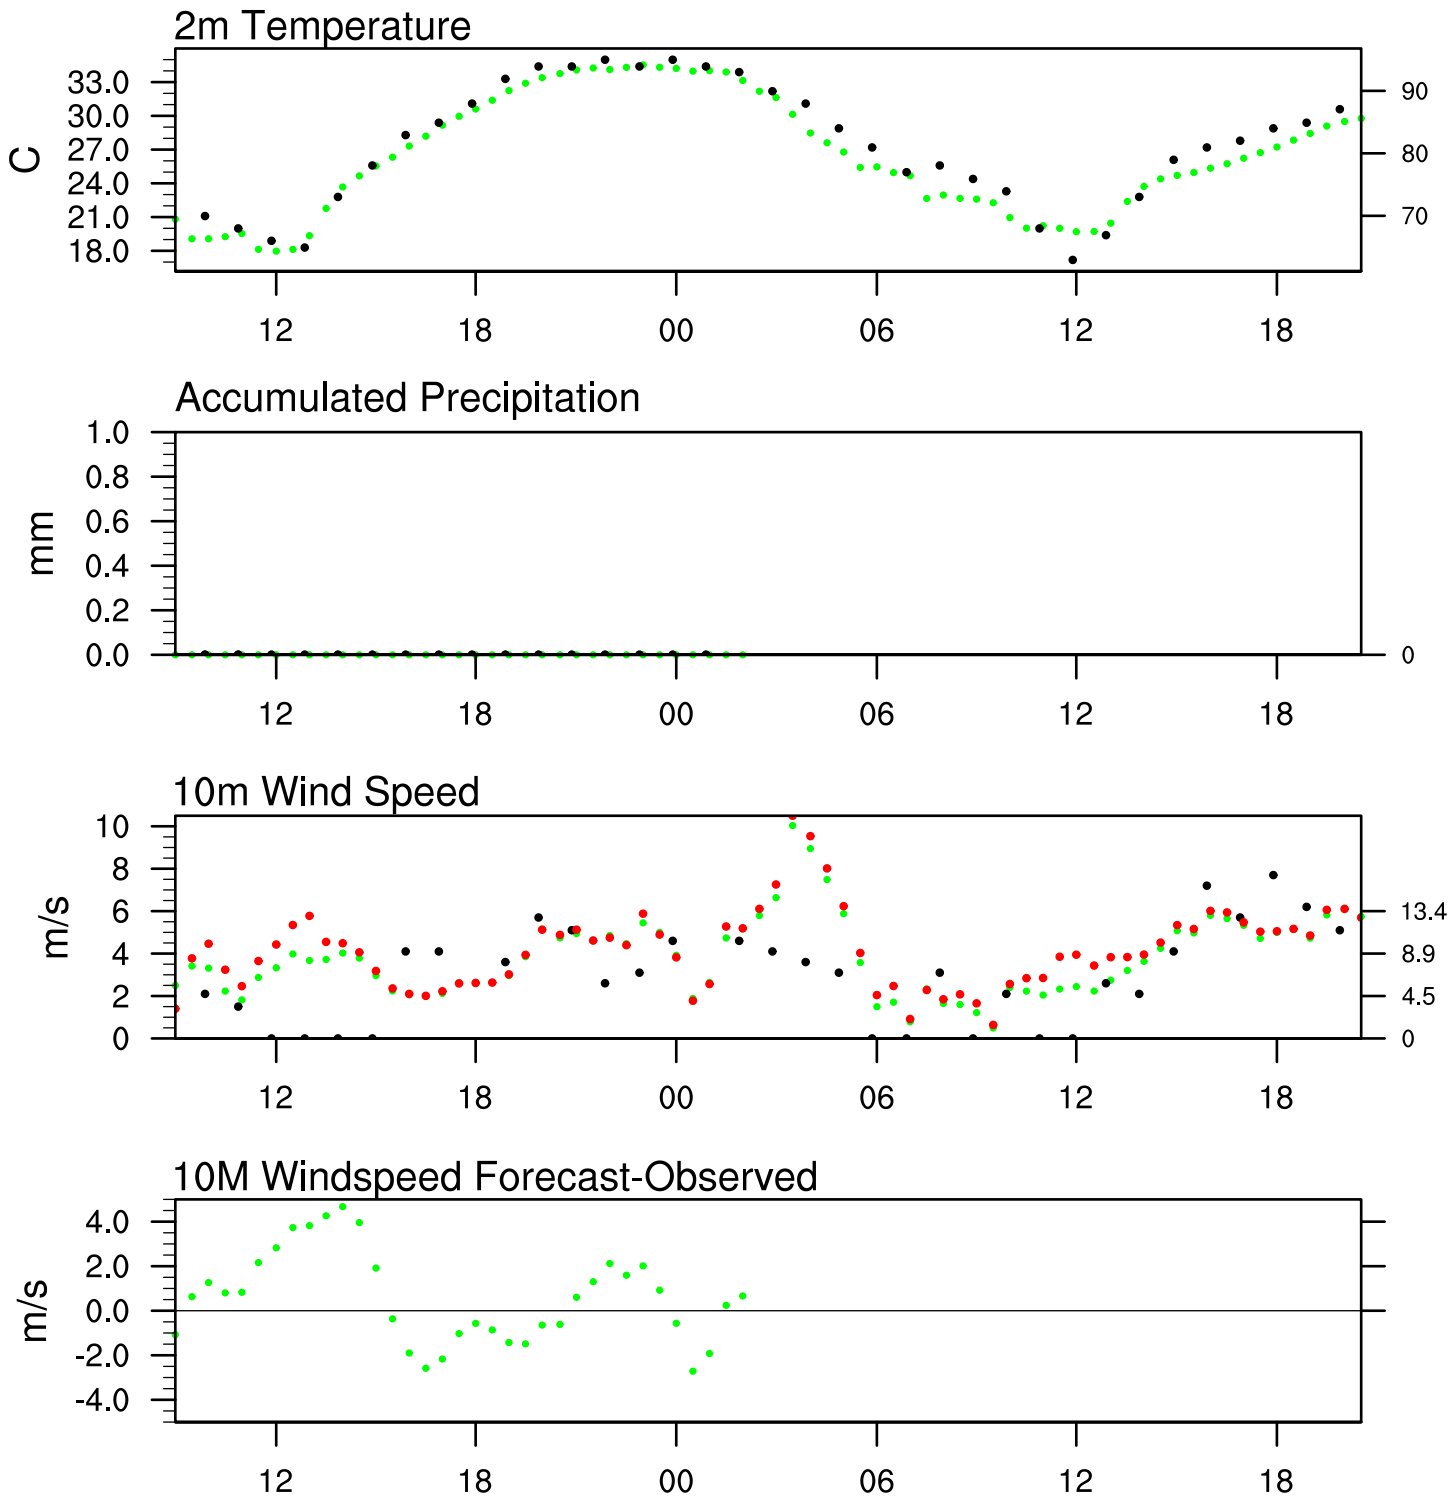 2m Temperature
33.0
30.0
27.0
24.0
21.0
18.0
C
90
80
70
12 18 00 06 12 18
Accumulated Precipitation
1.0
0.8
0.6
0.4
0.2
0.0
mm
0
12 18 00 06 12 18
10m Wind Speed
10
8
6
4
2
0
m/s
13.4
8.9
4.5
0
12 18 00 06 12 18
10M Windspeed Forecast-Observed
4.0
2.0
0.0
-2.0
-4.0
m/s
12 18 00 06 12 18